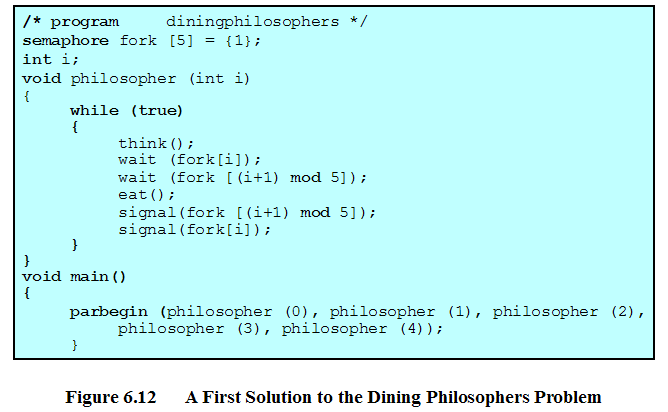 /* program diningphilosophers */
semaphore fork [5] = {1};
int i;
void philosopher (int i)
{
while (true)
{
think();
wait (fork[i]);
wait (fork [(i+1) mod 5]);
eat();
signal(fork [(i+1) mod 5]);
signal(fork[i]);
}
}
void main()
{
parbegin (philosopher (0), philosopher (1), philosopher (2),
philosopher (3), philosopher (4));
}
Figure 6.12 A First Solution to the Dining Philosophers Problem